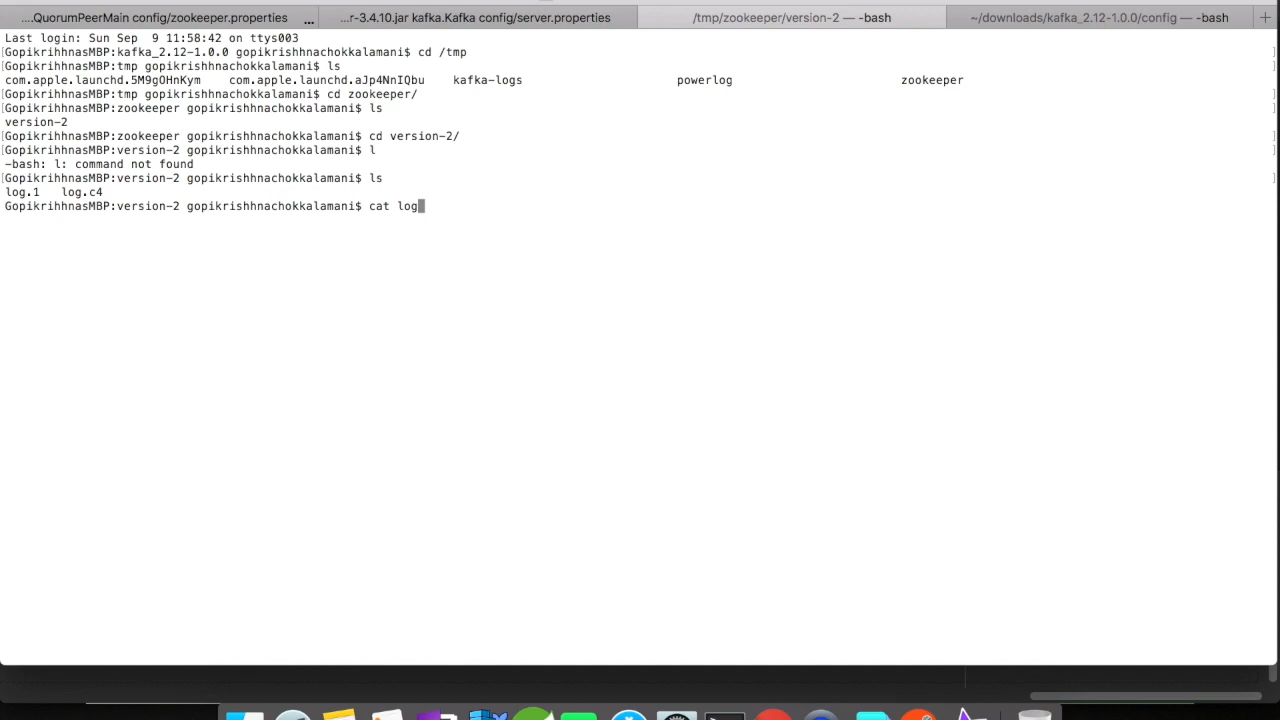 ....QuorumPeerMain config/zookeeper.properties ... ...r-3.4.10.jar kafka.Kafka config/server.properties /tmp/zookeeper/version-2 — -bash ~/downloads/kafka_2.12-1.0.0/config — -bash +
Last login: Sun Sep  9 11:58:42 on ttys003
[GopikrihhnasMBP:kafka_2.12-1.0.0 gopikrishhnachokkalamani$ cd /tmp ]
[GopikrihhnasMBP:tmp gopikrishhnachokkalamani$ ls ]
com.apple.launchd.5M9gOHnKym    com.apple.launchd.aJp4NnIQbu    kafka-logs                      powerlog                        zookeeper
[GopikrihhnasMBP:tmp gopikrishhnachokkalamani$ cd zookeeper/ ]
[GopikrihhnasMBP:zookeeper gopikrishhnachokkalamani$ ls ]
version-2
[GopikrihhnasMBP:zookeeper gopikrishhnachokkalamani$ cd version-2/ ]
[GopikrihhnasMBP:version-2 gopikrishhnachokkalamani$ l ]
-bash: l: command not found
[GopikrihhnasMBP:version-2 gopikrishhnachokkalamani$ ls ]
log.1   log.c4
GopikrihhnasMBP:version-2 gopikrishhnachokkalamani$ cat log